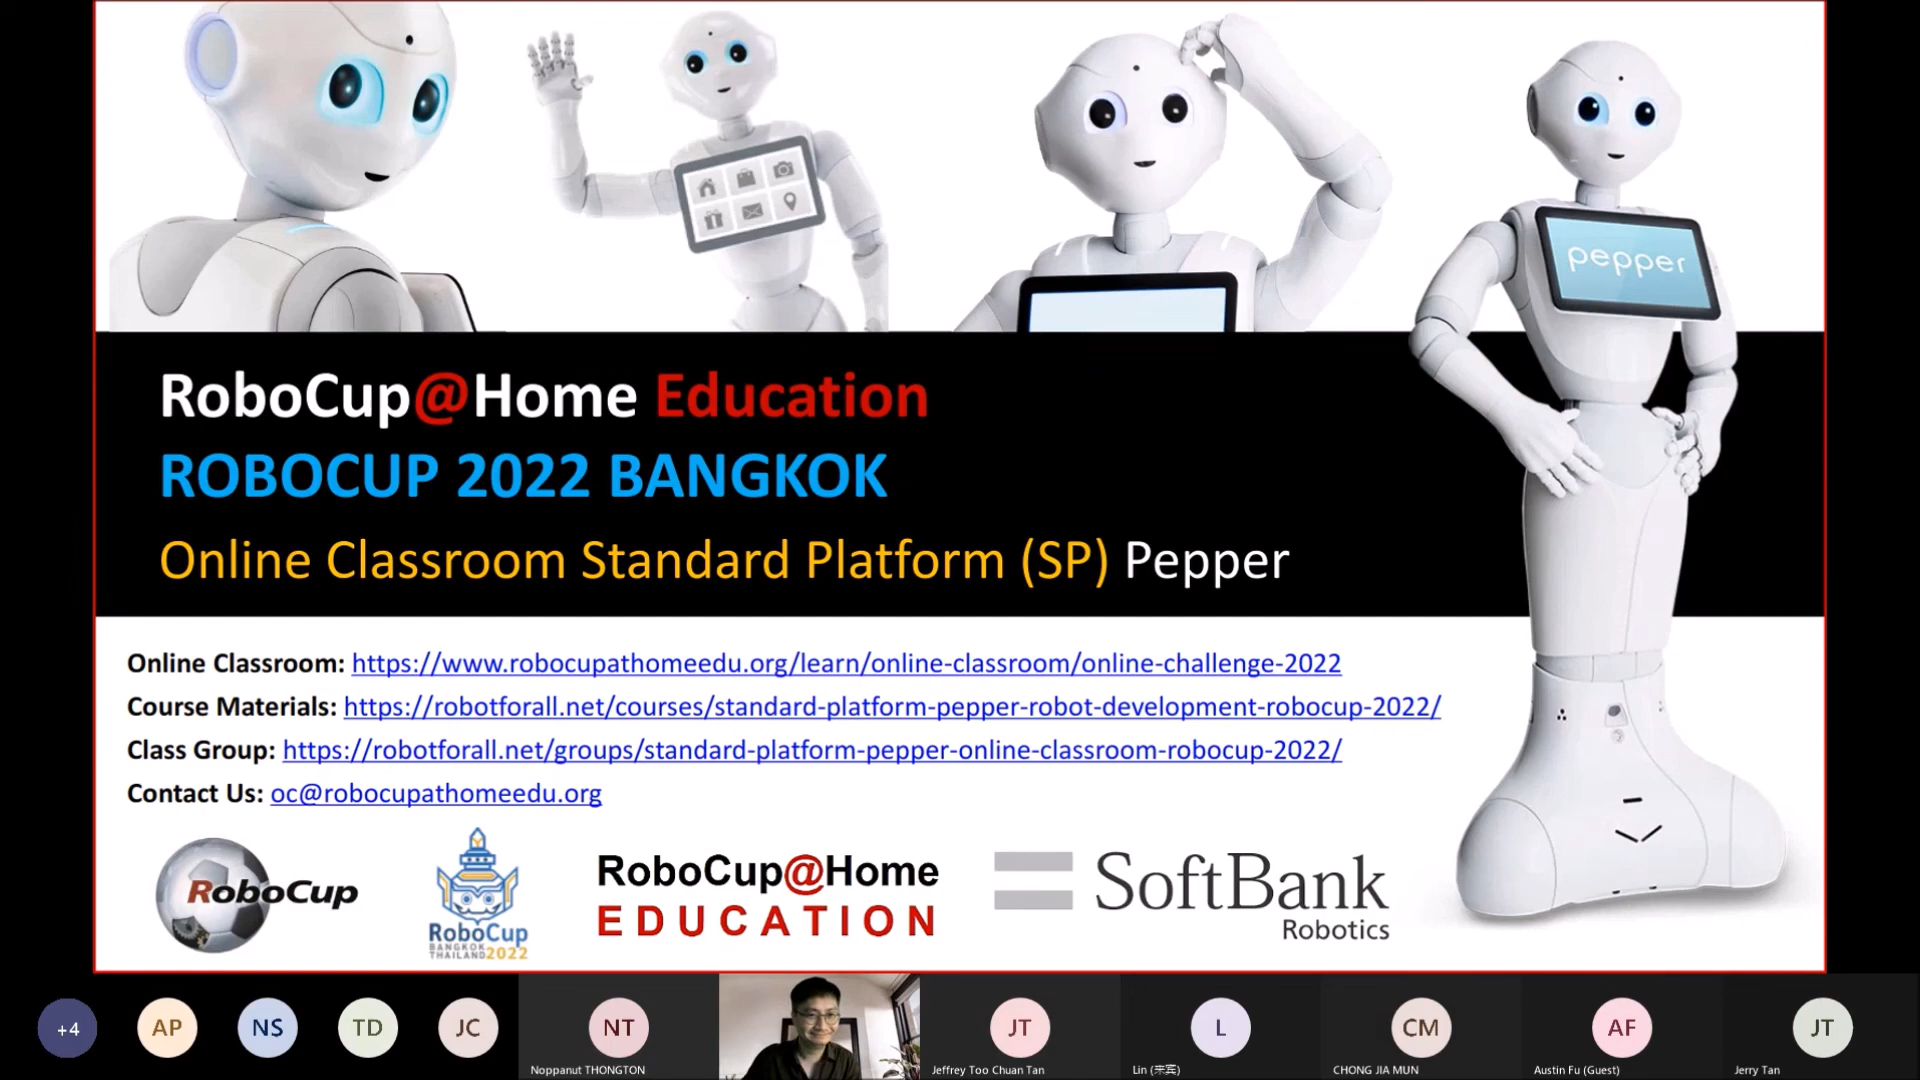 pepper
RoboCup@Home Education
ROBOCUP 2022 BANGKOK
Online Classroom Standard Platform (SP) Pepper
Online Classroom: https://www.robocupathomeedu.org/learn/online-classroom/online-challenge-2022
Course Materials: https://robotforall.net/courses/standard-platform-pepper-robot-development-robocup-2022/
Class Group: https://robotforall.net/groups/standard-platform-pepper-online-classroom-robocup-2022/
Contact Us: oc@robocupathomeedu.org
RoboCup
RoboCup
BANGKOK
THAILAND2022
RoboCup@Home
EDUCATION
SoftBank
Robotics
+4
AP
NS
TD
JC
NT
Noppanut THONGTON
JT
Jeffrey Too Chuan Tan
L
Lin (宋宾)
CM
CHONG JIA MUN
AF
Austin Fu (Guest)
JT
Jerry Tan